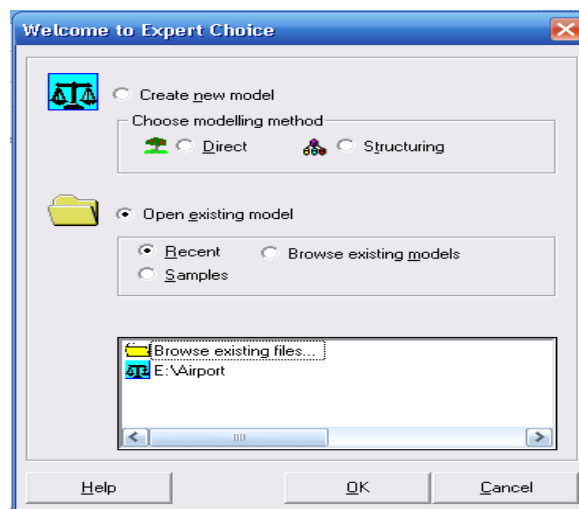 Welcome to Expert Choice
Create new model
Choose modelling method
Direct Structuring
Open existing model
Recent Browse existing models
Samples
Browse existing files...
E:\Airport
Help OK Cancel